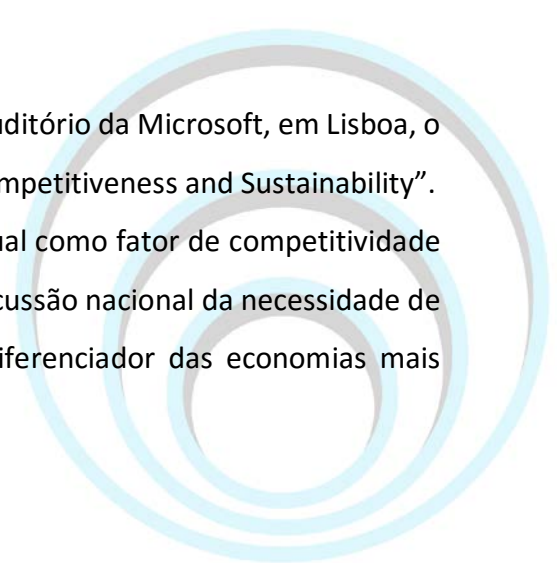 uditório da Microsoft, em Lisboa, o
mpetitiveness and Sustainability”.
ual como fator de competitividade
cussão nacional da necessidade de
iferenciador das economias mais